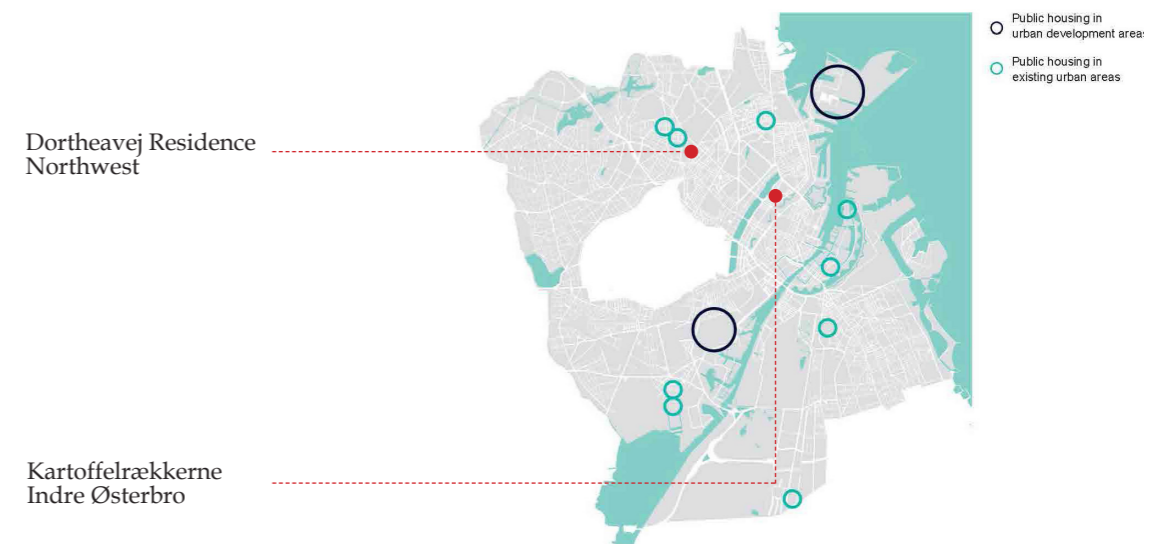 Public housing in
urban development areas
Public housing in
existing urban areas
Dortheavej Residence
Northwest
Kartoffelrækkerne
Indre Østerbro